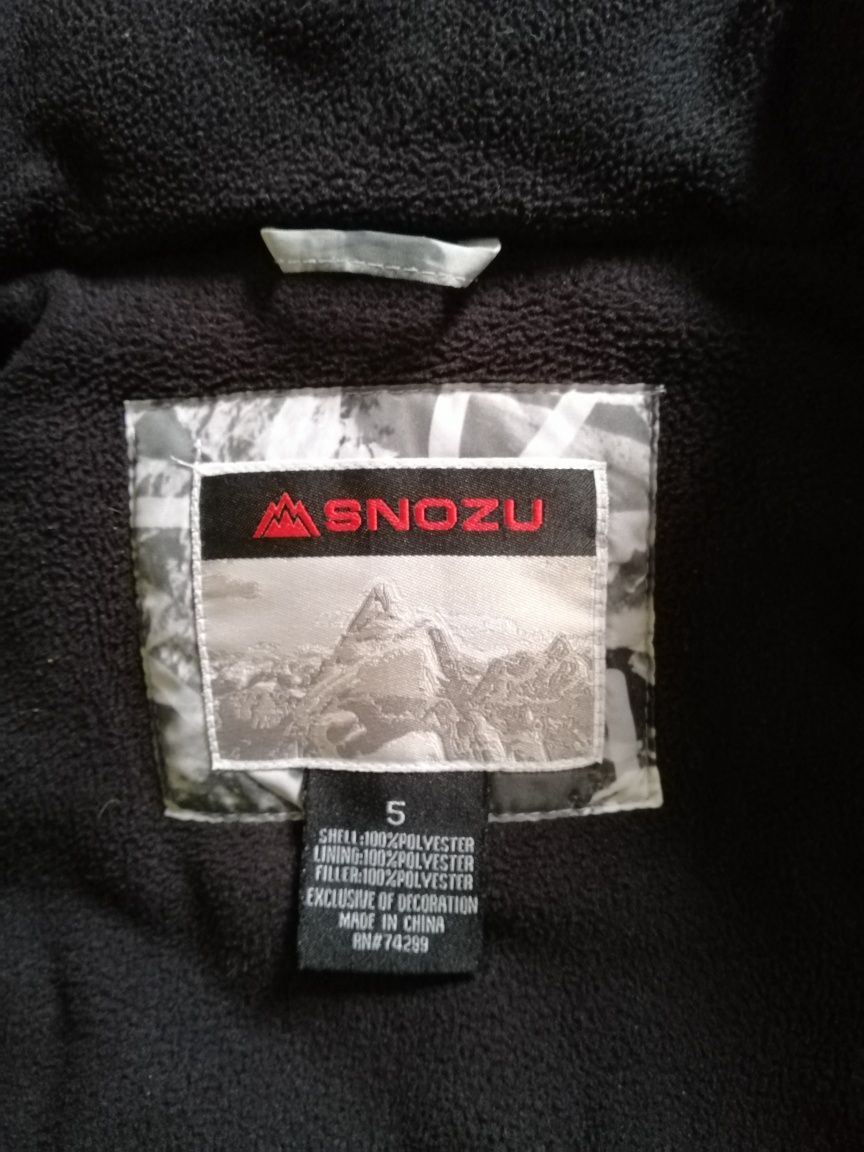 SNOZU
5
SHELL:100%POLYESTER
LINING:100%POLYESTER
FILLER:100%POLYESTER
EXCLUSIVE OF DECORATION
MADE IN CHINA
RN#74299